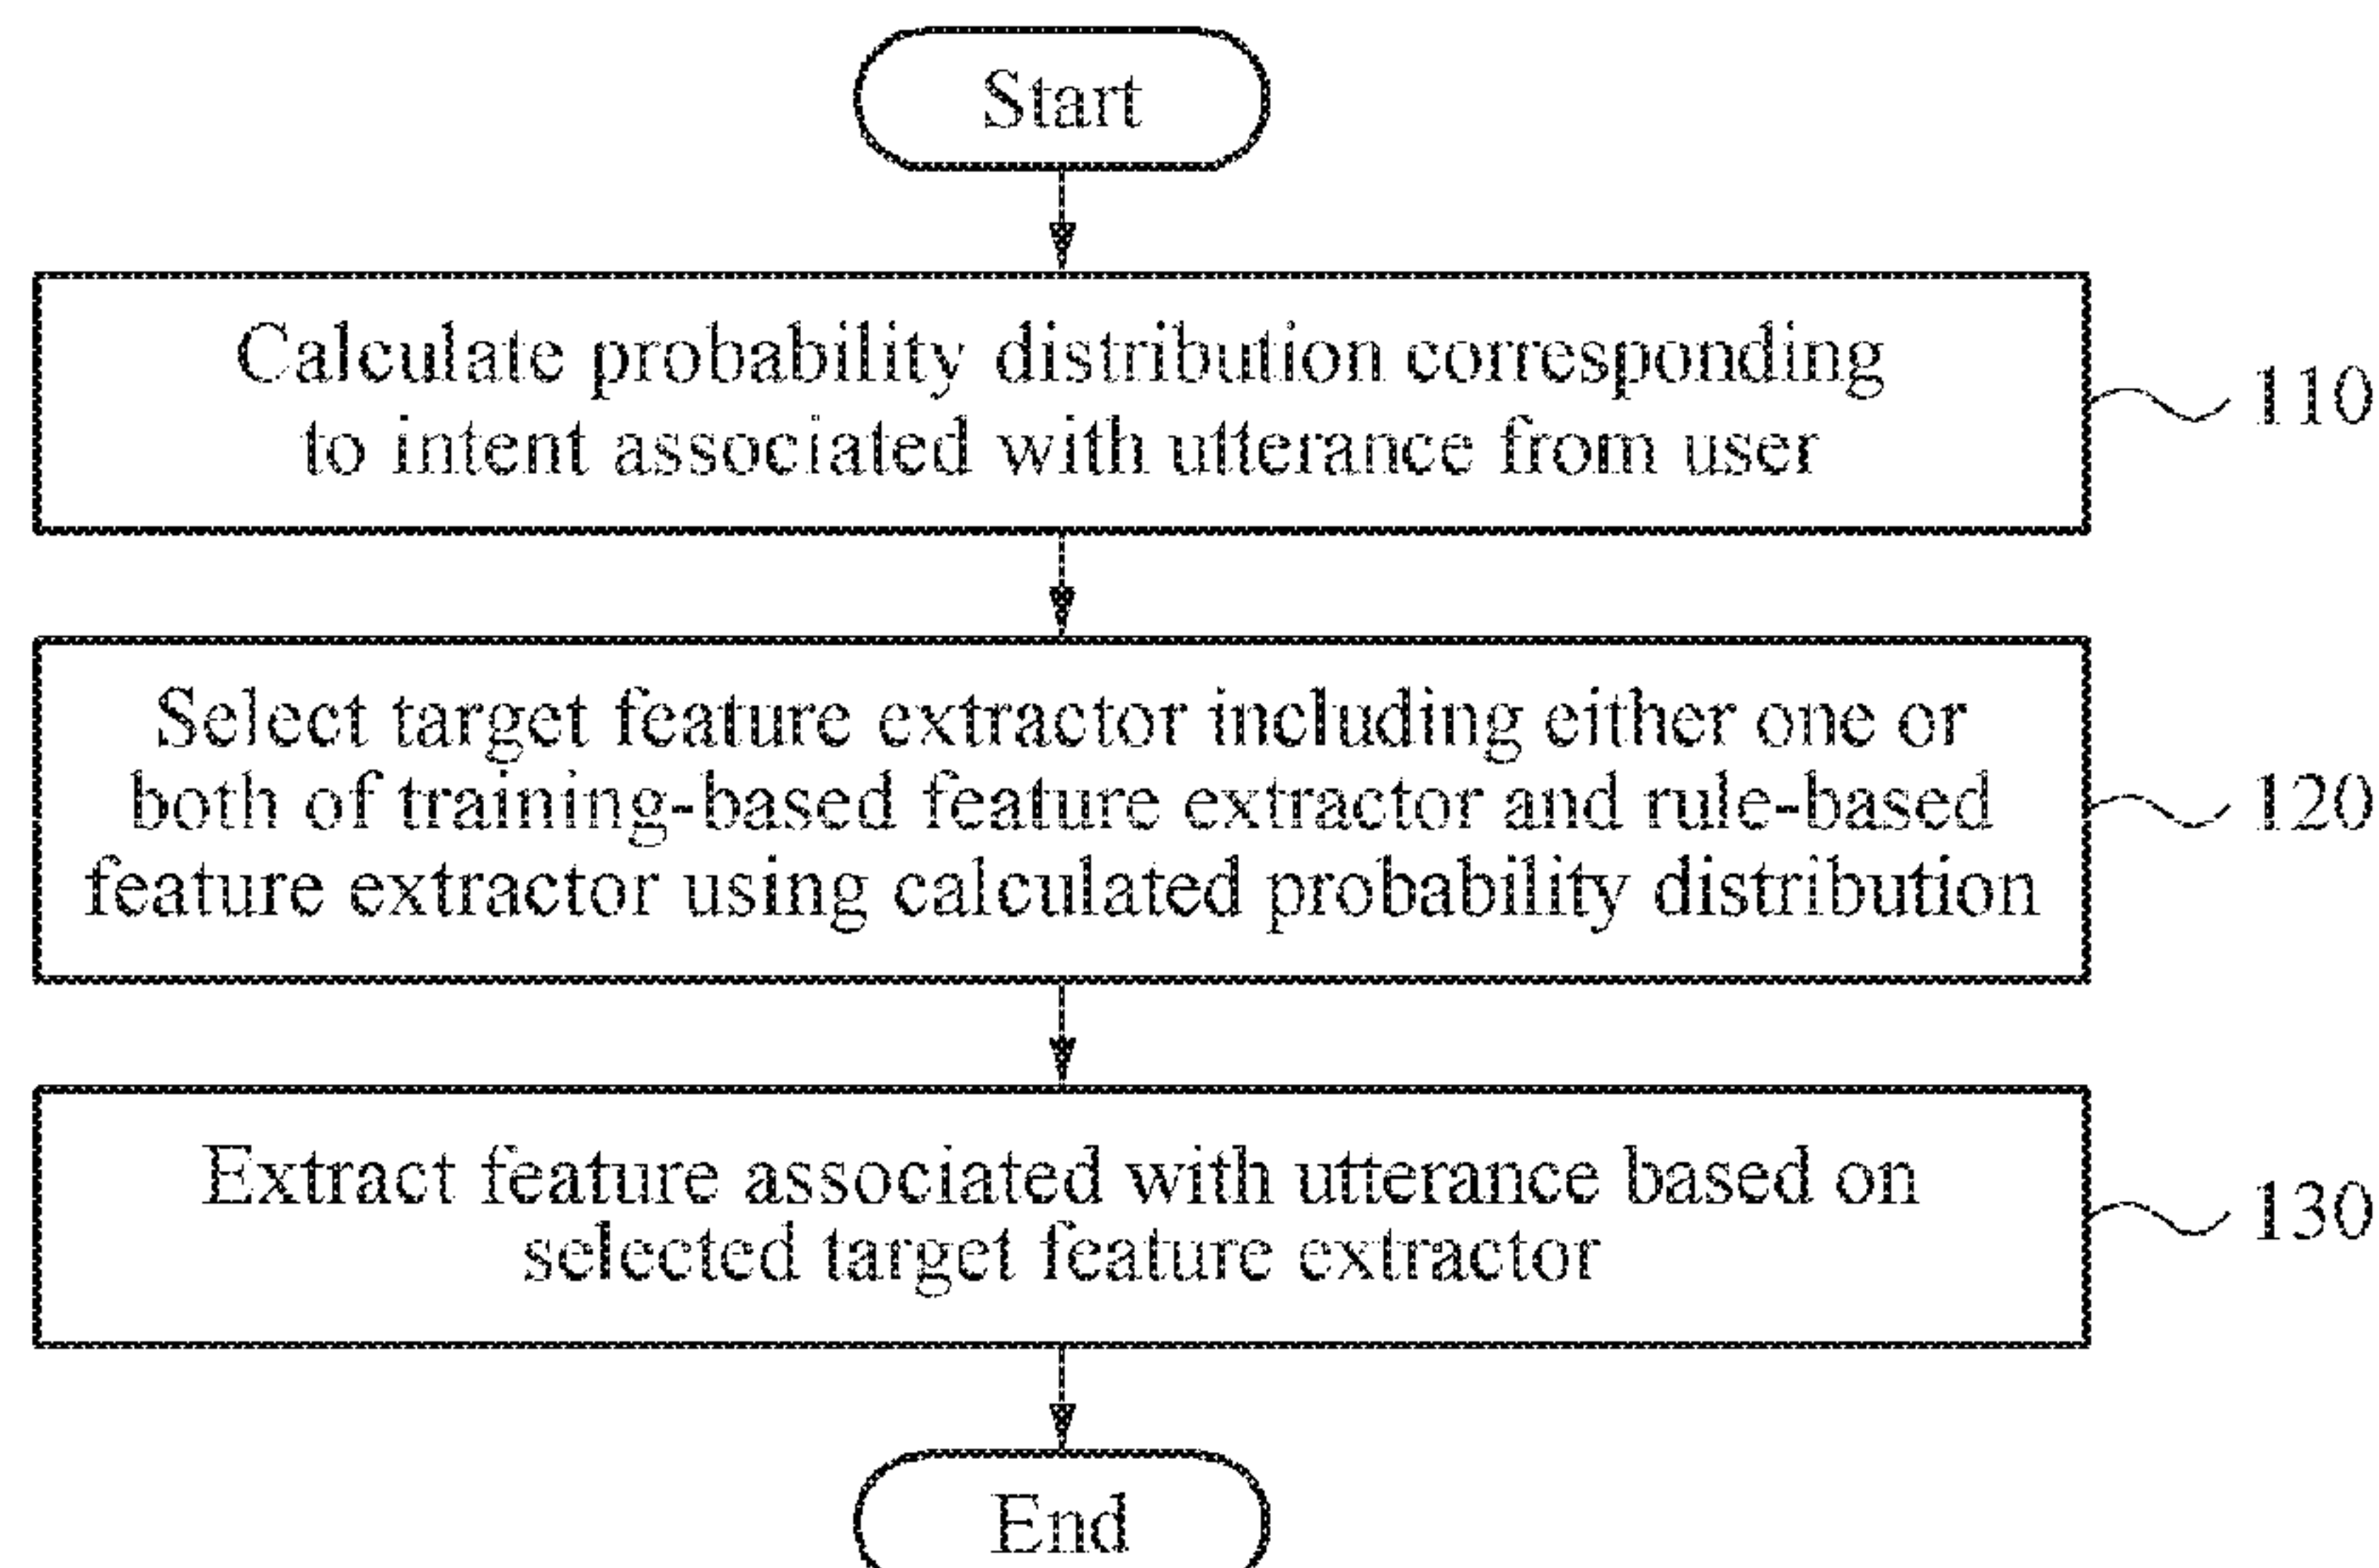 Start
Calculate probability distribution corresponding
to intent associated with utterance from user
110
Select target feature extractor including either one or
both of training-based feature extractor and rule-based
feature extractor using calculated probability distribution
120
Extract feature associated with utterance based on
selected target feature extractor
130
End